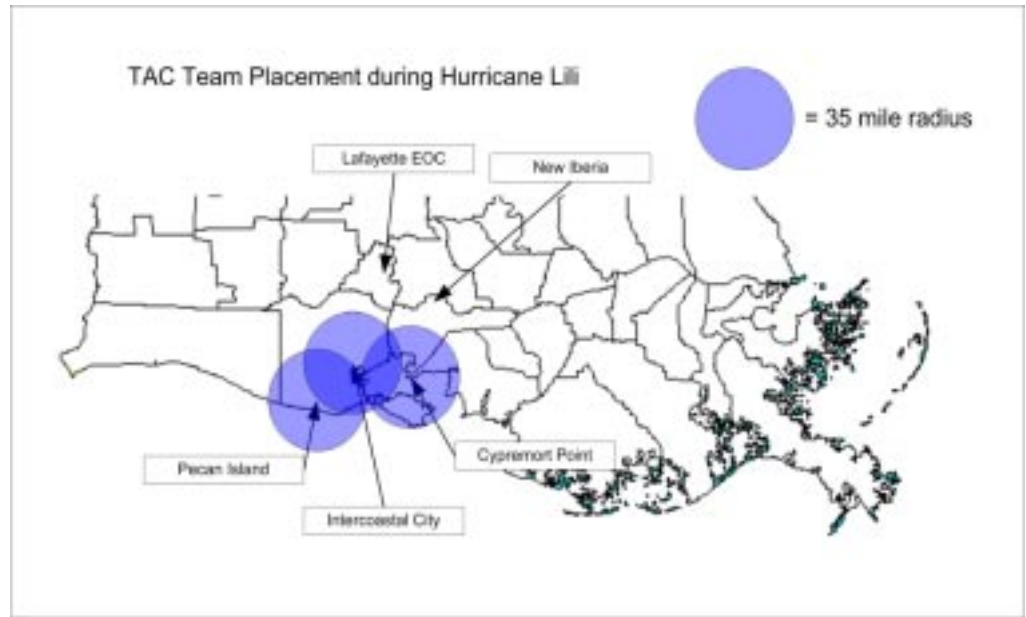 TAC Team Placement during Hurricane Lili
= 35 mile radius
Lafayette EOC
New Iberia
Pecan Island
Cypremort Point
Intercoastal City